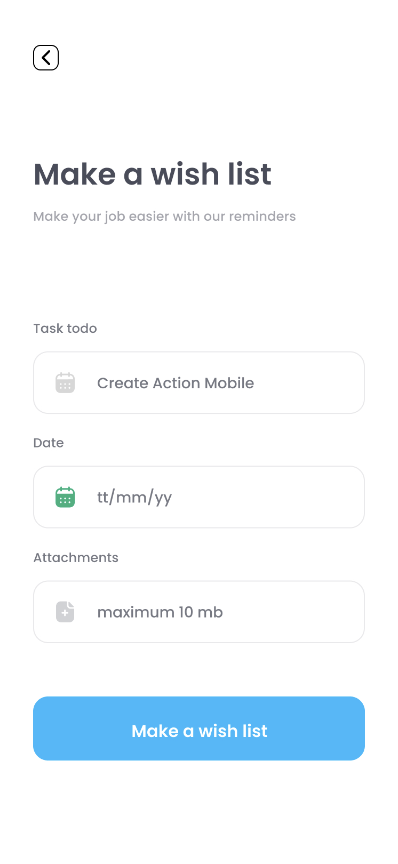 Make a wish list
Make your job easier with our reminders
Task todo
Create Action Mobile
Date
tt/mm/yy
Attachments
maximum 10 mb
Make a wish list